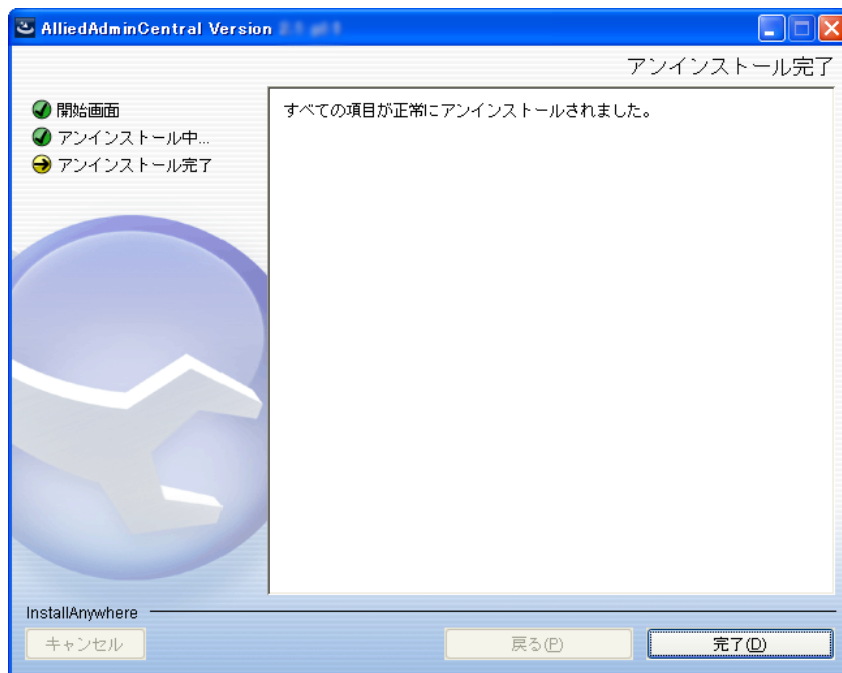 AlliedAdminCentral Version
アンインストール完了
開始画面
アンインストール中...
アンインストール完了
すべての項目が正常にアンインストールされました。
InstallAnywhere
キャンセル
戻る(P)
完了(D)